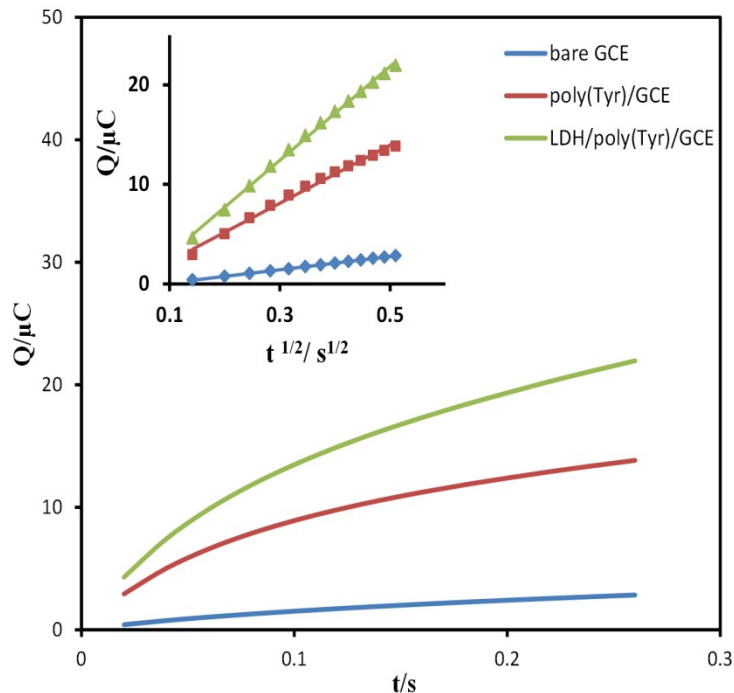 50
40
30
20
10
0
Q/μC
0
0.1
0.2
0.3
t/s
bare GCE
poly(Tyr)/GCE
LDH/poly(Tyr)/GCE
20
10
0
Q/μC
0.1
0.3
0.5
t 1/2/ s1/2